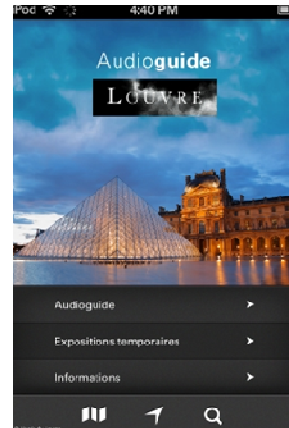 iPod 4:40 PM
Audioguide
LOUVRE
Audioguide
Expositions temporaires
Informations